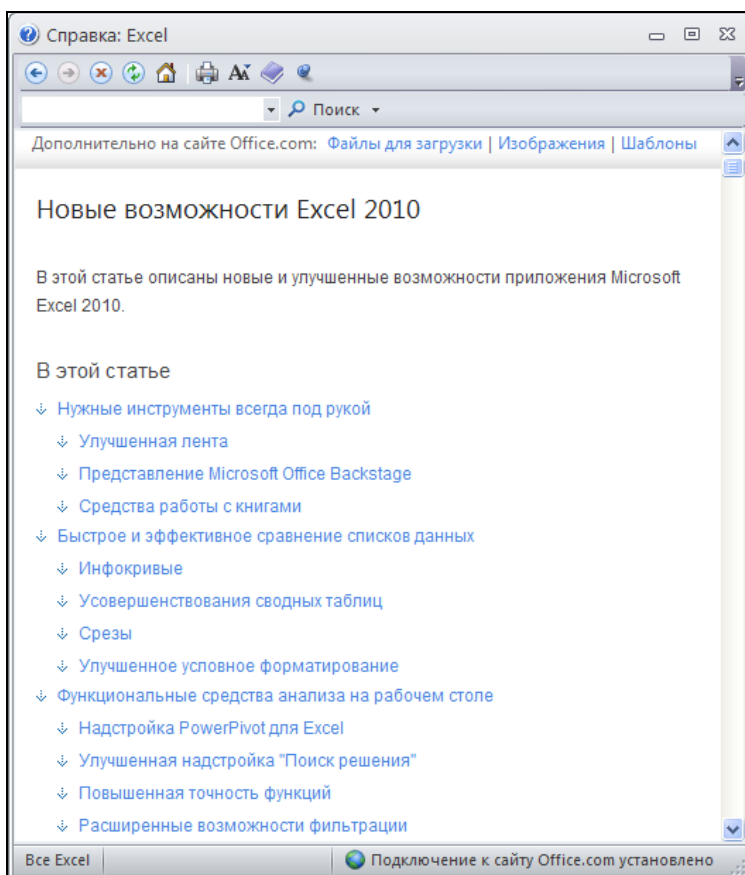 Справка: Excel
Поиск
Дополнительно на сайте Office.com: Файлы для загрузки | Изображения | Шаблоны
Новые возможности Excel 2010
В этой статье описаны новые и улучшенные возможности приложения Microsoft
Excel 2010.
В этой статье
Нужные инструменты всегда под рукой
Улучшенная лента
Представление Microsoft Office Backstage
Средства работы с книгами
Быстрое и эффективное сравнение списков данных
Инфокривые
Усовершенствования сводных таблиц
Срезы
Улучшенное условное форматирование
Функциональные средства анализа на рабочем столе
Надстройка PowerPivot для Excel
Улучшенная надстройка "Поиск решения"
Повышенная точность функций
Расширенные возможности фильтрации
Все Excel Подключение к сайту Office.com установлено